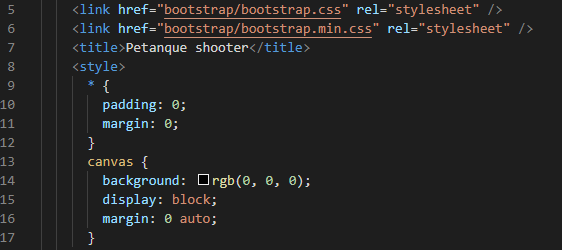 5 <link href="bootstrap/bootstrap.css" rel="stylesheet" />
6 <link href="bootstrap/bootstrap.min.css" rel="stylesheet" />
7 <title>Petanque shooter</title>
8 <style>
9 * {
10 padding: 0;
11 margin: 0;
12 }
13 canvas {
14 background: rgb(0, 0, 0);
15 display: block;
16 margin: 0 auto;
17 }